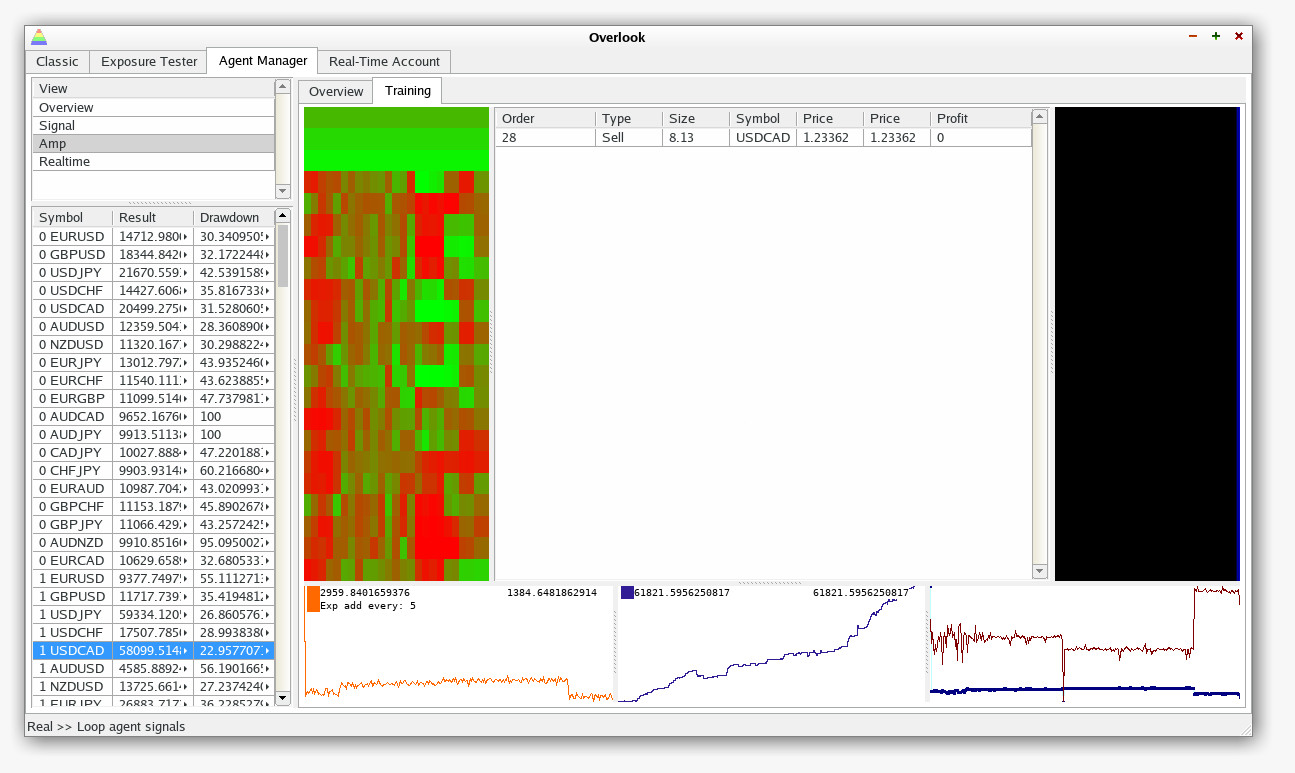 Overlook
Classic Exposure Tester Agent Manager Real-Time Account
View
Overview
Signal
Amp
Realtime
Symbol Result Drawdown
0 EURUSD 14712.980 30.340950
0 GBPUSD 18344.842 32.172244
0 USDJPY 21670.559 42.539158
0 USDCHF 14427.606 35.816733
0 USDCAD 20499.275 31.528060
0 AUDUSD 12359.504 28.360890
0 NZDUSD 11320.167 30.298822
0 EURJPY 13012.797 43.935246
0 EURCHF 11540.111 43.623885
0 EURGBP 11099.514 47.737981
0 AUDCAD 9652.1676 100
0 AUDJPY 9913.5113 100
0 CADJPY 10027.888 47.220188
0 CHFJPY 9903.9314 60.216680
0 EURAUD 10987.704 43.020993
0 GBPCHF 11153.187 45.890267
0 GBPJPY 11066.429 43.257242
0 AUDNZD 9910.8516 95.095002
0 EURCAD 10629.658 32.680533
1 EURUSD 9377.7497 55.111271
1 GBPUSD 11717.739 35.419481
1 USDJPY 59334.120 26.860576
1 USDCHF 17507.785 28.993838
1 USDCAD 58099.514 22.957707
1 AUDUSD 4585.8892 56.190166
1 NZDUSD 13725.661 27.237424
1 EURJPY 26883.717 36.228527
Overview Training
Order Type Size Symbol Price Price Profit
28 Sell 8.13 USDCAD 1.23362 1.23362 0
2959.8401659376 1384.6481862914
Exp add every: 5
61821.5956250817 61821.5956250817
Real >> Loop agent signals